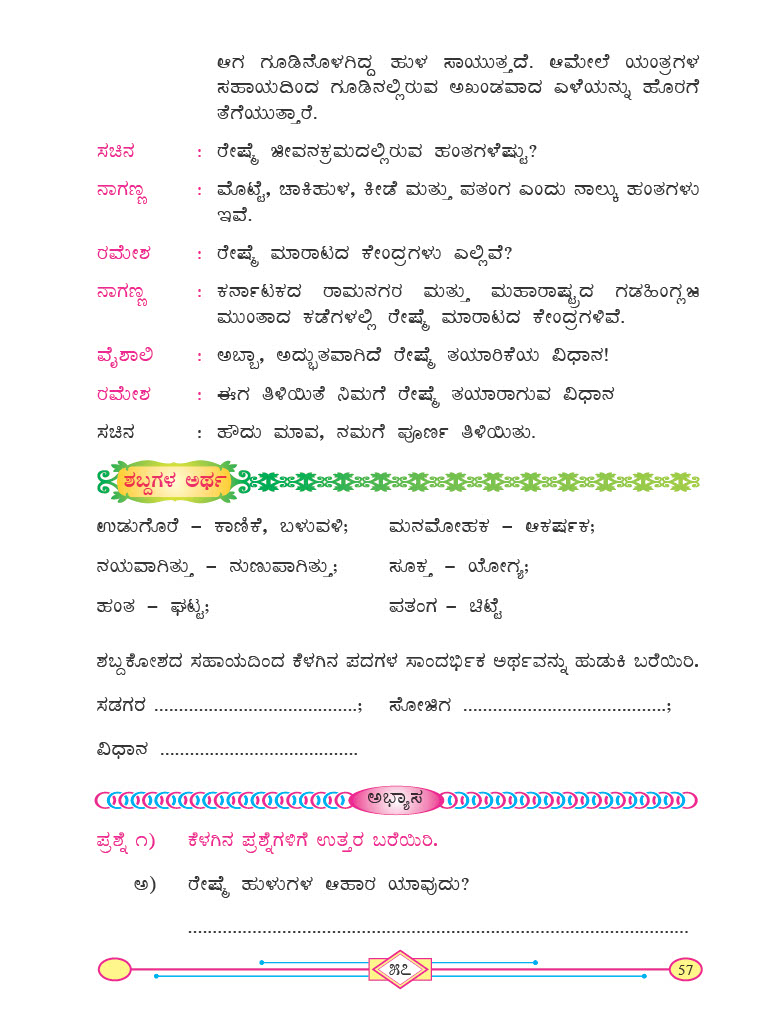 ಆಗ ಗೂಡಿನೊಳಗಿದ್ದ ಹುಳ ಸಾಯುತ್ತದೆ. ಆಮೇಲೆ ಯಂತ್ರಗಳ
ಸಹಾಯದಿಂದ ಗೂಡಿನಲ್ಲಿರುವ ಅಖಂಡವಾದ ಎಳೆಯನ್ನು ಹೊರಗೆ
ತೆಗೆಯುತ್ತಾರೆ.
ಸಚಿನ : ರೇಷ್ಮೆ ಜೀವನಕ್ರಮದಲ್ಲಿರುವ ಹಂತಗಳೆಷ್ಟು?
ನಾಗಣ್ಣ : ಮೊಟ್ಟೆ, ಚಾಕಿಹುಳ, ಕೀಡೆ ಮತ್ತು ಪತಂಗ ಎಂದು ನಾಲ್ಕು ಹಂತಗಳು
ಇವೆ.
ರಮೇಶ : ರೇಷ್ಮೆ ಮಾರಾಟದ ಕೇಂದ್ರಗಳು ಎಲ್ಲಿವೆ?
ನಾಗಣ್ಣ : ಕರ್ನಾಟಕದ ರಾಮನಗರ ಮತ್ತು ಮಹಾರಾಷ್ಟ್ರದ ಗಡಹಿಂಗ್ಲಜ
ಮುಂತಾದ ಕಡೆಗಳಲ್ಲಿ ರೇಷ್ಮೆ ಮಾರಾಟದ ಕೇಂದ್ರಗಳಿವೆ.
ವೈಶಾಲಿ : ಅಬ್ಬಾ, ಅದ್ಭುತವಾಗಿದೆ ರೇಷ್ಮೆ ತಯಾರಿಕೆಯ ವಿಧಾನ!
ರಮೇಶ : ಈಗ ತಿಳಿಯಿತೆ ನಿಮಗೆ ರೇಷ್ಮೆ ತಯಾರಾಗುವ ವಿಧಾನ
ಸಚಿನ : ಹೌದು ಮಾವ, ನಮಗೆ ಪೂರ್ಣ ತಿಳಿಯಿತು.
ಶಬ್ದಗಳ ಅರ್ಥ
ಉಡುಗೊರೆ – ಕಾಣಿಕೆ, ಬಳುವಳಿ; ಮನಮೋಹಕ – ಆಕರ್ಷಕ;
ನಯವಾಗಿತ್ತು – ನುಣುಪಾಗಿತ್ತು; ಸೂಕ್ತ – ಯೋಗ್ಯ;
ಹಂತ – ಘಟ್ಟ; ಪತಂಗ – ಚಿಟ್ಟೆ
ಶಬ್ದಕೋಶದ ಸಹಾಯದಿಂದ ಕೆಳಗಿನ ಪದಗಳ ಸಾಂದರ್ಭಿಕ ಅರ್ಥವನ್ನು ಹುಡುಕಿ ಬರೆಯಿರಿ.
ಸಡಗರ .........................................; ಸೋಜಿಗ .........................................;
ವಿಧಾನ ........................................
ಅಭ್ಯಾಸ
ಪ್ರಶ್ನೆ ೧) ಕೆಳಗಿನ ಪ್ರಶ್ನೆಗಳಿಗೆ ಉತ್ತರ ಬರೆಯಿರಿ.
ಅ) ರೇಷ್ಮೆ ಹುಳುಗಳ ಆಹಾರ ಯಾವುದು?
.....................................................................................................
೫೭ 57